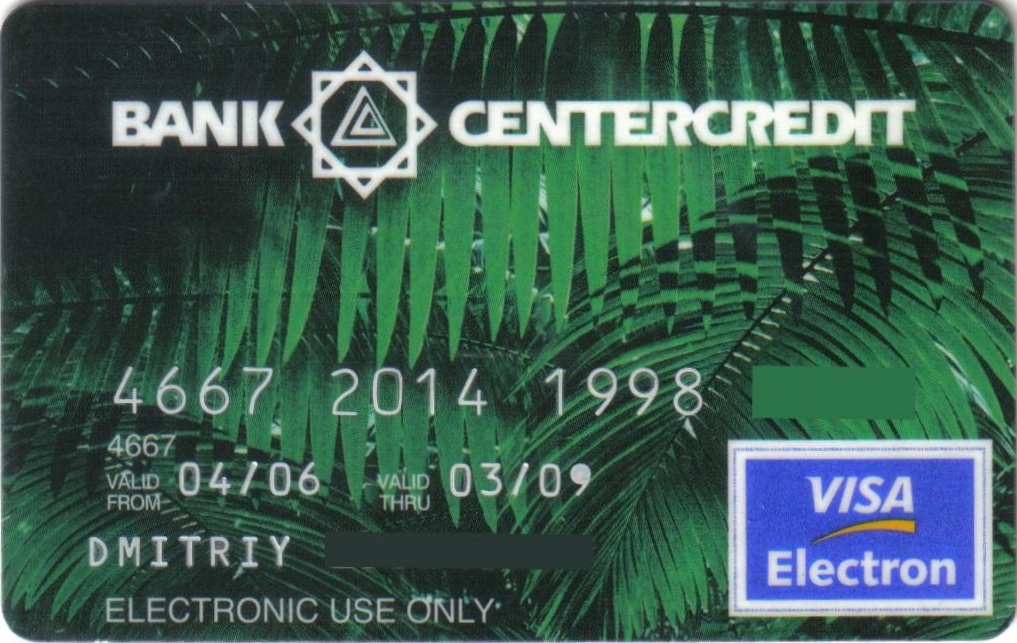 BANK CENTERCREDIT
4667 2014 1998
4667
VALID FROM 04/06 VALID THRU 03/09
DMITRIY
ELECTRONIC USE ONLY
VISA
Electron